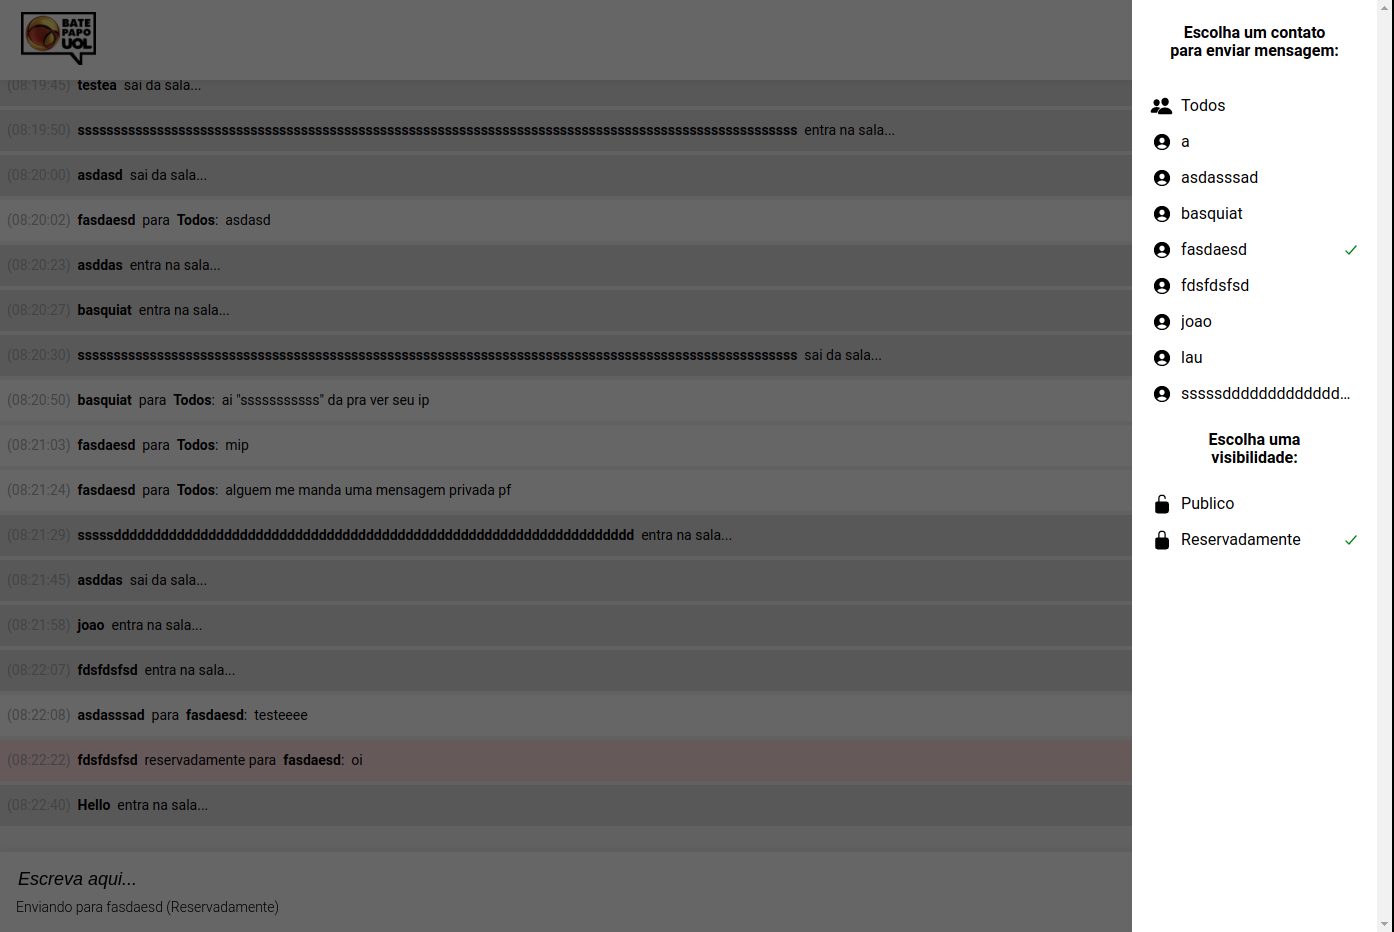 BATE
PAPO
UOL
(08:19:45) testea sai da sala...
(08:19:50) ssssssssssssssssssssssssssssssssssssssssssssssssssssssssssssssssssssssssssssssssssssssssssssssssssss entra na sala...
(08:20:00) asdasd sai da sala...
(08:20:02) fasdaesd para Todos: asdasd
(08:20:23) asddas entra na sala...
(08:20:27) basquiat entra na sala...
(08:20:30) ssssssssssssssssssssssssssssssssssssssssssssssssssssssssssssssssssssssssssssssssssssssssssssssssssss sai da sala...
(08:20:50) basquiat para Todos: ai "sssssssssss" da pra ver seu ip
(08:21:03) fasdaesd para Todos: mip
(08:21:24) fasdaesd para Todos: alguem me manda uma mensagem privada pf
(08:21:29) sssssdddddddddddddddddddddddddddddddddddddddddddddddddddddddddddddddddd entra na sala...
(08:21:45) asddas sai da sala...
(08:21:58) joao entra na sala...
(08:22:07) fdsfdsfsd entra na sala...
(08:22:08) asdasssad para fasdaesd: testeeee
(08:22:22) fdsfdsfsd reservadamente para fasdaesd: oi
(08:22:40) Hello entra na sala...
Escreva aqui...
Enviando para fasdaesd (Reservadamente)
Escolha um contato
para enviar mensagem:
Todos
a
asdasssad
basquiat
fasdaesd
fdsfdsfsd
joao
lau
sssssddddddddddddd...
Escolha uma
visibilidade:
Publico
Reservadamente